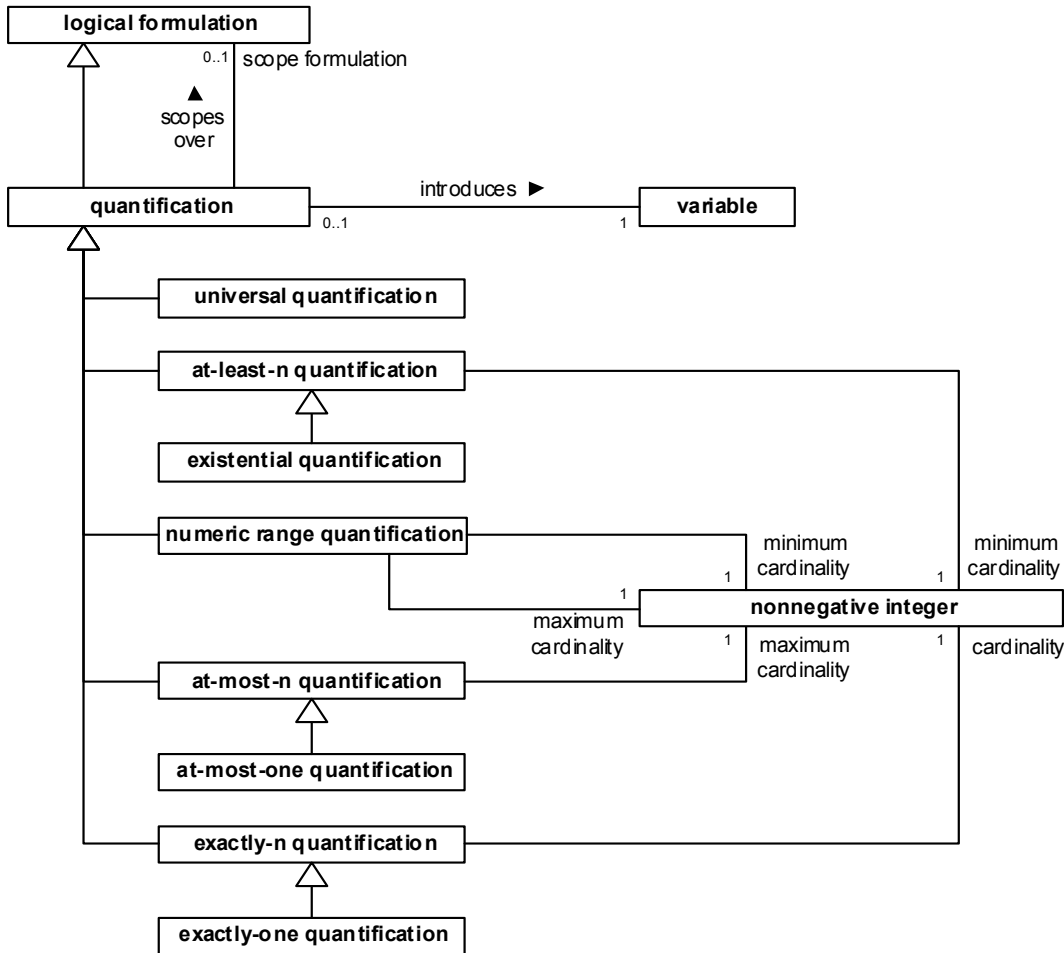 logical formulation
0..1
scope formulation
▲
scopes
over
quantification
introduces ►
0..1
1
variable
universal quantification
at-least-n quantification
existential quantification
numeric range quantification
minimum
cardinality
1
minimum
cardinality
1
1
nonnegative integer
maximum
cardinality
1
maximum
cardinality
1
cardinality
at-most-n quantification
at-most-one quantification
exactly-n quantification
exactly-one quantification